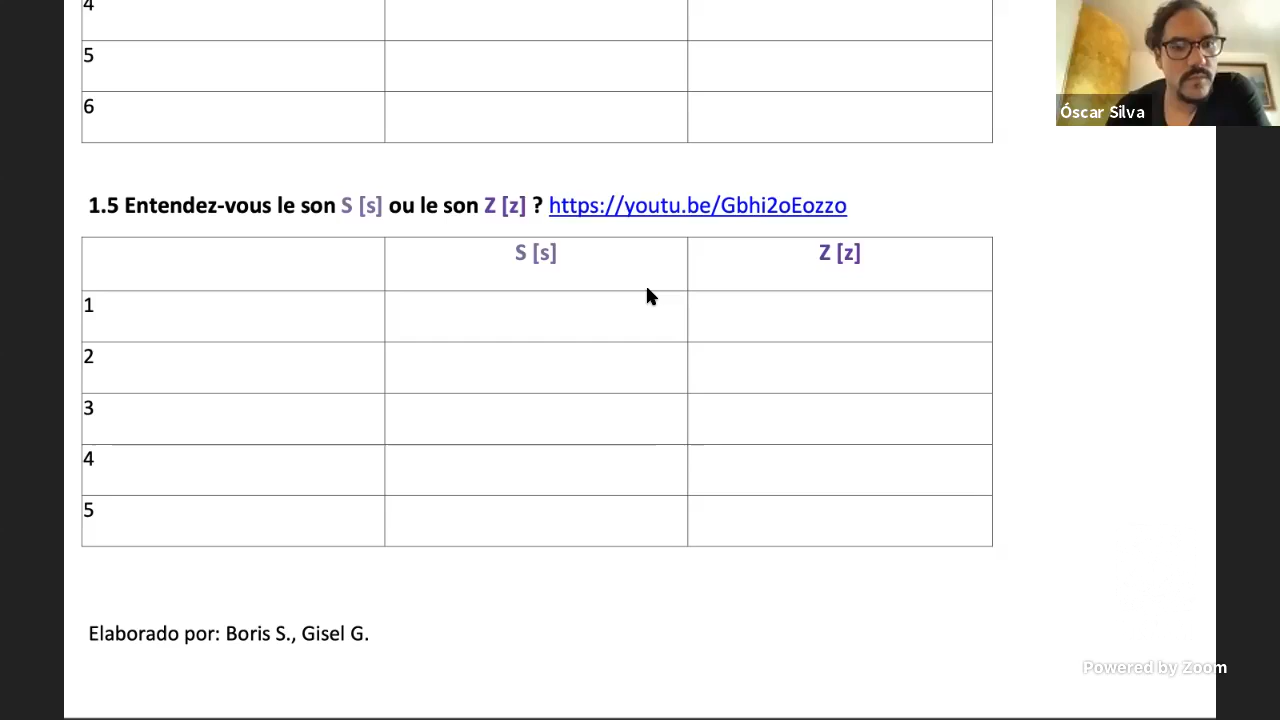 4
5
6
Óscar Silva
1.5 Entendez-vous le son S [s] ou le son Z [z] ? https://youtu.be/Gbhi2oEozzo
S [s] Z [z]
1
2
3
4
5
Elaborado por: Boris S., Gisel G.
Powered by Zoom